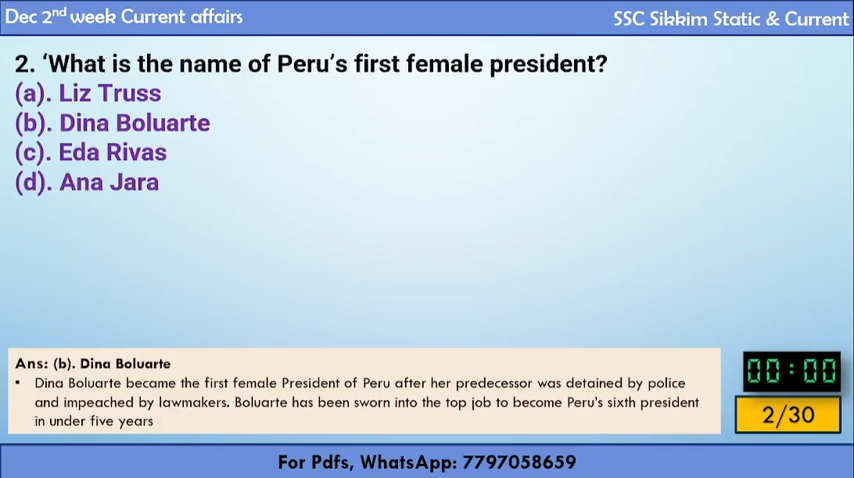 Dec 2nd week Current affairs
SSC Sikkim Static & Current
2. ‘What is the name of Peru’s first female president?
(a). Liz Truss
(b). Dina Boluarte
(c). Eda Rivas
(d). Ana Jara
Ans: (b). Dina Boluarte
• Dina Boluarte became the first female President of Peru after her predecessor was detained by police
and impeached by lawmakers. Boluarte has been sworn into the top job to become Peru's sixth president
in under five years
00:00
2/30
For Pdfs, WhatsApp: 7797058659